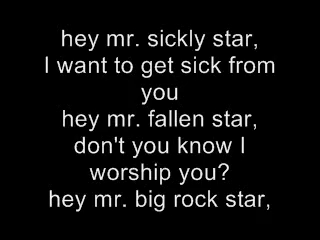 hey mr. sickly star,
I want to get sick from
you
hey mr. fallen star,
don't you know I
worship you?
hey mr. big rock star,